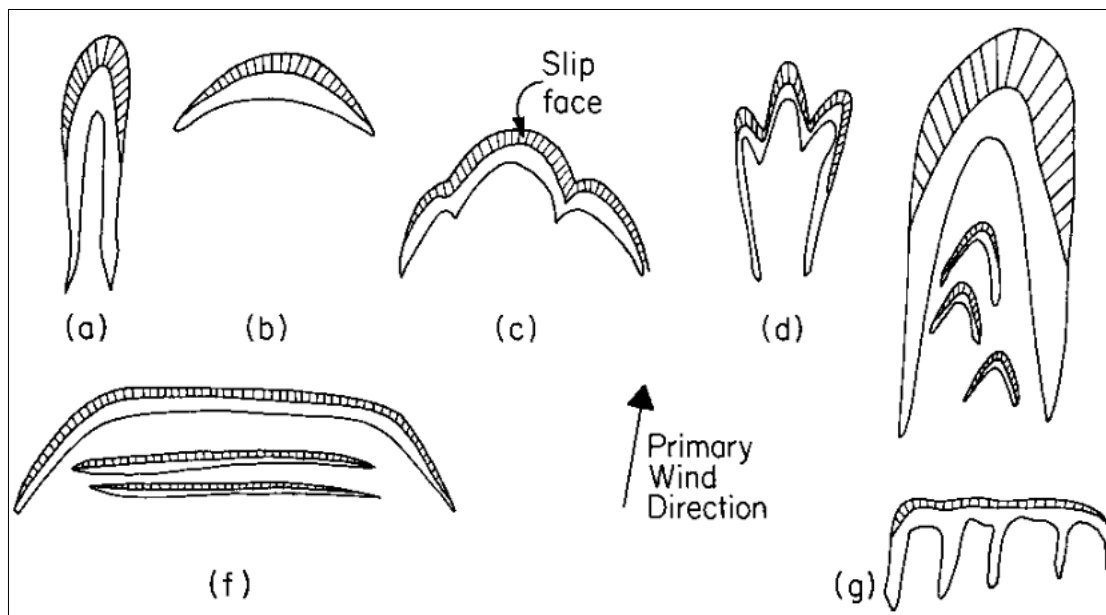 Slip
face
(a)
(b)
(c)
(d)
Primary
Wind
Direction
(f)
(g)